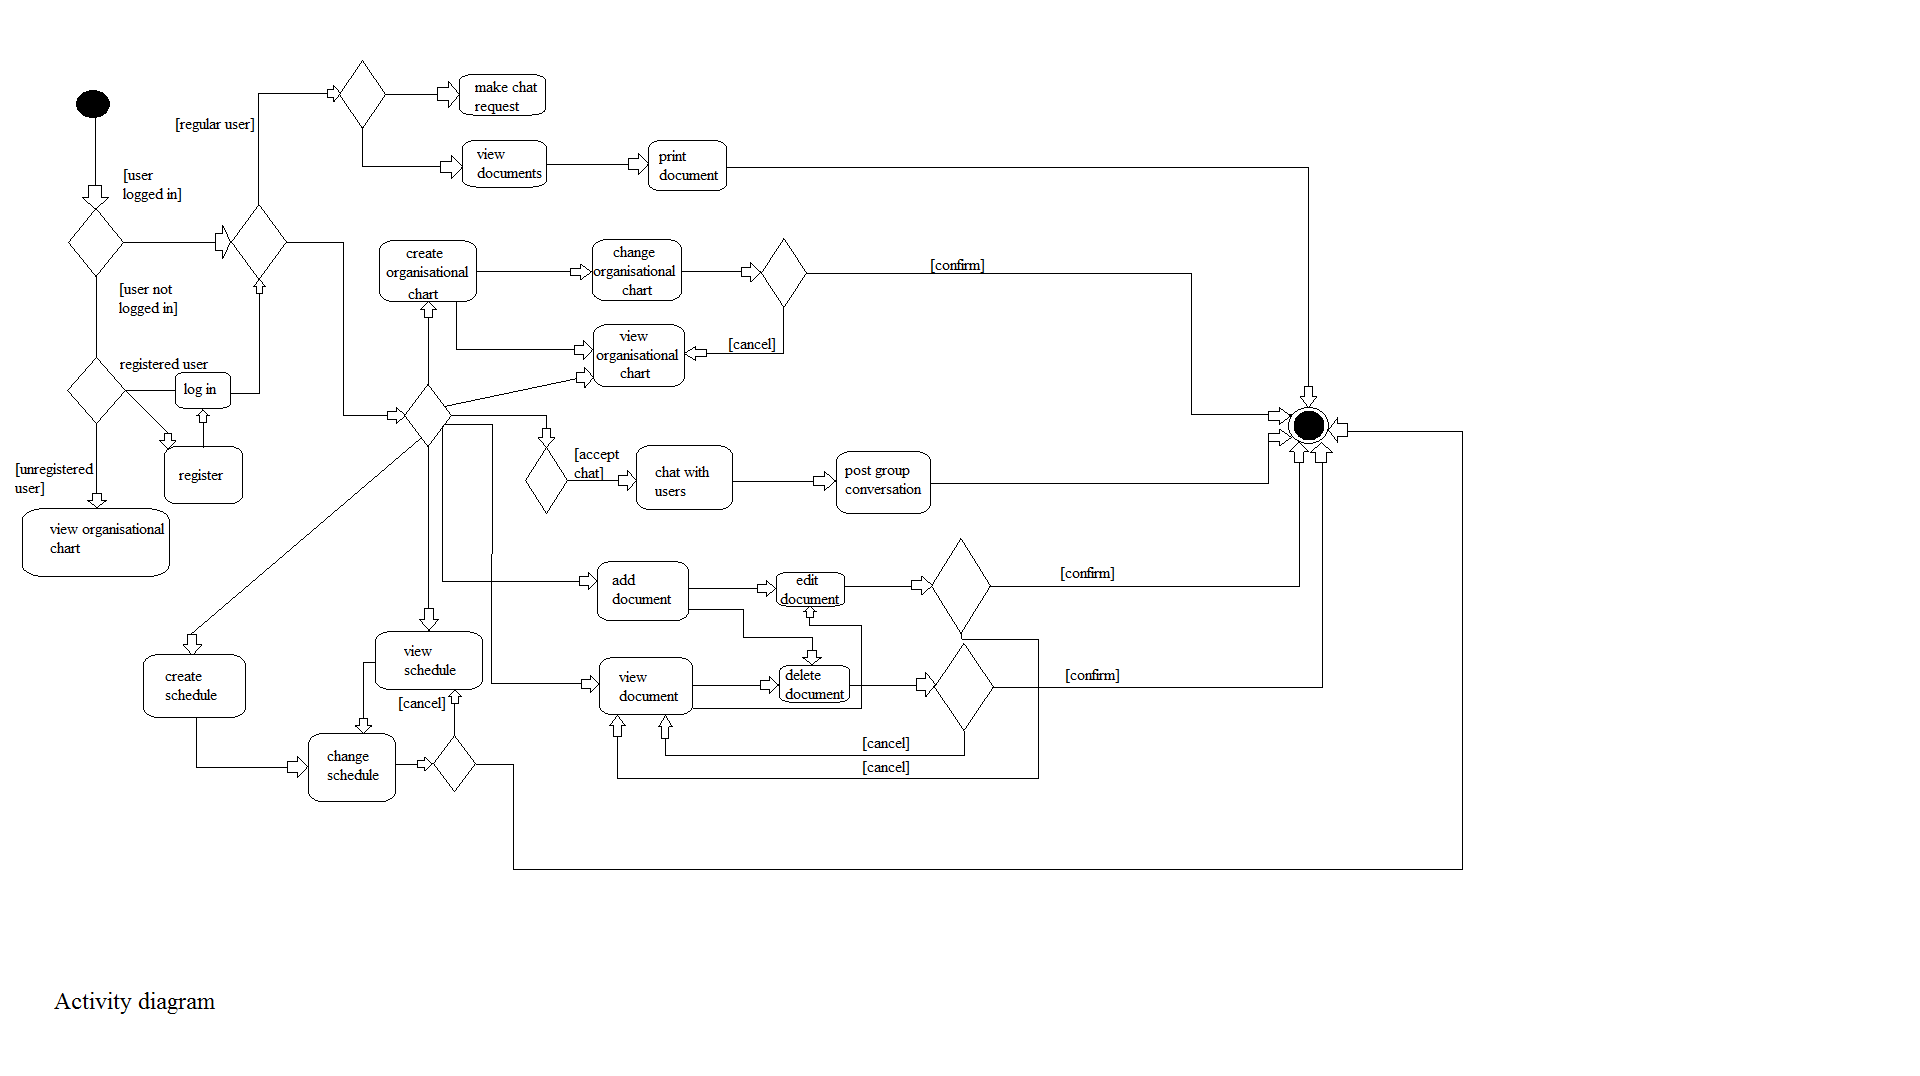 make chat
request
[regular user]
view
documents
print
document
[user
logged in]
create
organisational
chart
change
organisational
chart
[confirm]
[user not
logged in]
view
organisational
chart
[cancel]
registered user
log in
[unregistered
user]
register
[accept
chat]
chat with
users
post group
conversation
view organisational
chart
add
document
edit
document
[confirm]
create
schedule
view
schedule
[cancel]
view
document
delete
document
[confirm]
change
schedule
[cancel]
[cancel]
Activity diagram